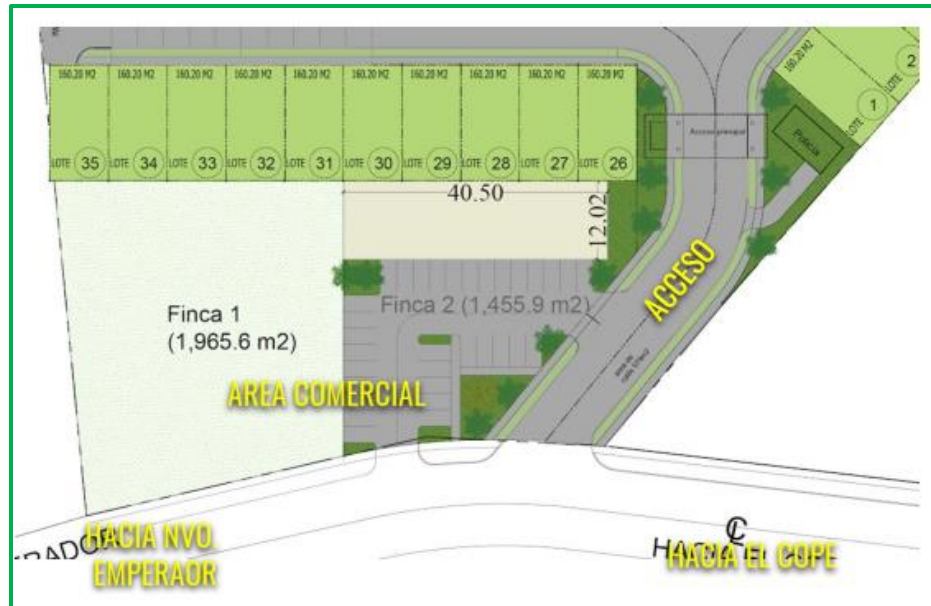 160.20 M2
160.20 M2
160.20 M2
160.20 M2
160.20 M2
160.20 M2
160.20 M2
160.20 M2
160.20 M2
160.20 M2
160.20 M2
LOTE 35
LOTE 34
LOTE 33
LOTE 32
LOTE 31
LOTE 30
LOTE 29
LOTE 28
LOTE 27
LOTE 26
LOTE 1
LOTE 2
Acceso principal
Policia
40.50
12.02
ACCESO
Finca 1
(1,965.6 m2)
Finca 2 (1,455.9 m2)
AREA COMERCIAL
HACIA NVO.
EMPERAOR
HACIA EL COPE